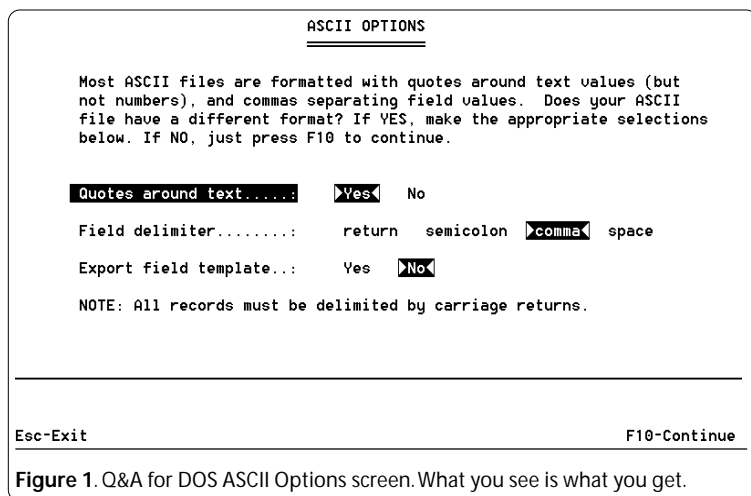 ASCII OPTIONS
Most ASCII files are formatted with quotes around text values (but
not numbers), and commas separating field values.  Does your ASCII
file have a different format? If YES, make the appropriate selections
below. If NO, just press F10 to continue.
Quotes around text.....: Yes No
Field delimiter........: return semicolon comma space
Export field template..: Yes No
NOTE: All records must be delimited by carriage returns.
Esc-Exit F10-Continue
Figure 1. Q&A for DOS ASCII Options screen. What you see is what you get.